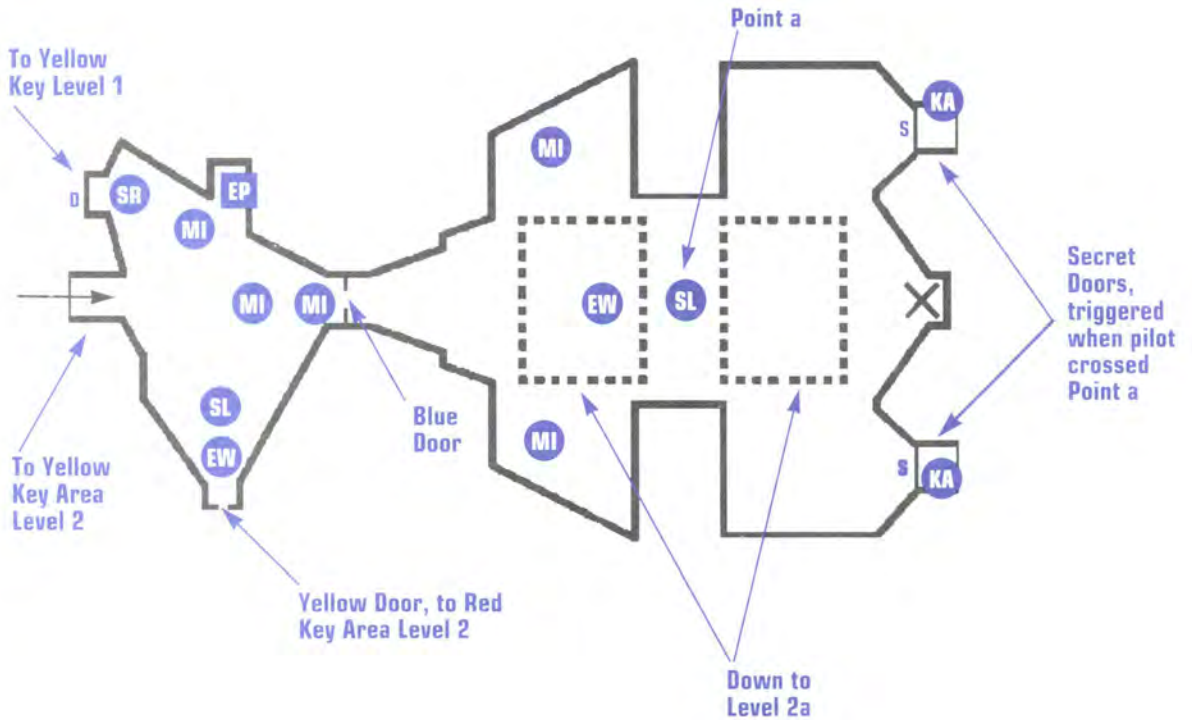 Point a
To Yellow
Key Level 1
KA
S
MI
D
SR
EP
MI
Secret
Doors,
triggered
when pilot
crossed
Point a
MI
MI
EW
SL
Blue
Door
SL
MI
To Yellow
Key Area
Level 2
EW
S
KA
Yellow Door, to Red
Key Area Level 2
Down to
Level 2a